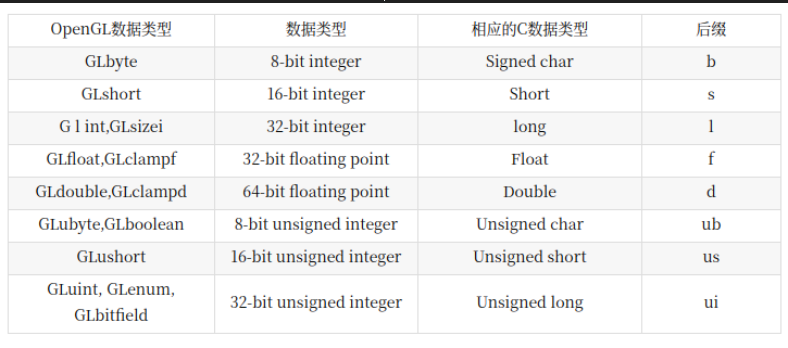 OpenGL数据类型 数据类型 相应的C数据类型 后缀
GLbyte 8-bit integer Signed char b
GLshort 16-bit integer Short s
G l int,GLsizei 32-bit integer long l
GLfloat,GLclampf 32-bit floating point Float f
GLdouble,GLclampd 64-bit floating point Double d
GLubyte,GLboolean 8-bit unsigned integer Unsigned char ub
GLushort 16-bit unsigned integer Unsigned short us
GLuint, GLenum,
GLbitfield 32-bit unsigned integer Unsigned long ui